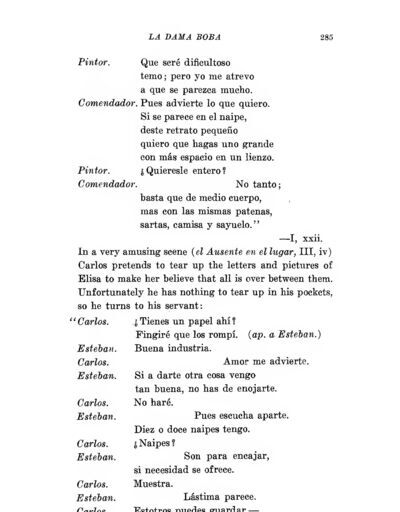 LA DAMA BOBA 285
Pintor. Que seré dificultoso
temo; pero yo me atrevo
a que se parezca mucho.
Comendador. Pues advierte lo que quiero.
Si se parece en el naipe,
deste retrato pequeño
quiero que hagas uno grande
con más espacio en un lienzo.
Pintor. ¿Quieresle entero?
Comendador. No tanto;
basta que de medio cuerpo,
mas con las mismas patenas,
sartas, camisa y sayuelo."
—I, xxii.
In a very amusing scene (el Ausente en el lugar, III, iv)
Carlos pretends to tear up the letters and pictures of
Elisa to make her believe that all is over between them.
Unfortunately he has nothing to tear up in his pockets,
so he turns to his servant:
"Carlos. ¿Tienes un papel ahí?
Fingiré que los rompí. (ap. a Esteban.)
Esteban. Buena industria.
Carlos. Amor me advierte.
Esteban. Si a darte otra cosa vengo
tan buena, no has de enojarte.
Carlos. No haré.
Esteban. Pues escucha aparte.
Diez o doce naipes tengo.
Carlos. ¿Naipes?
Esteban. Son para encajar,
si necesidad se ofrece.
Carlos. Muestra.
Esteban. Lástima parece.
Carlos. Estotros puedes guardar—